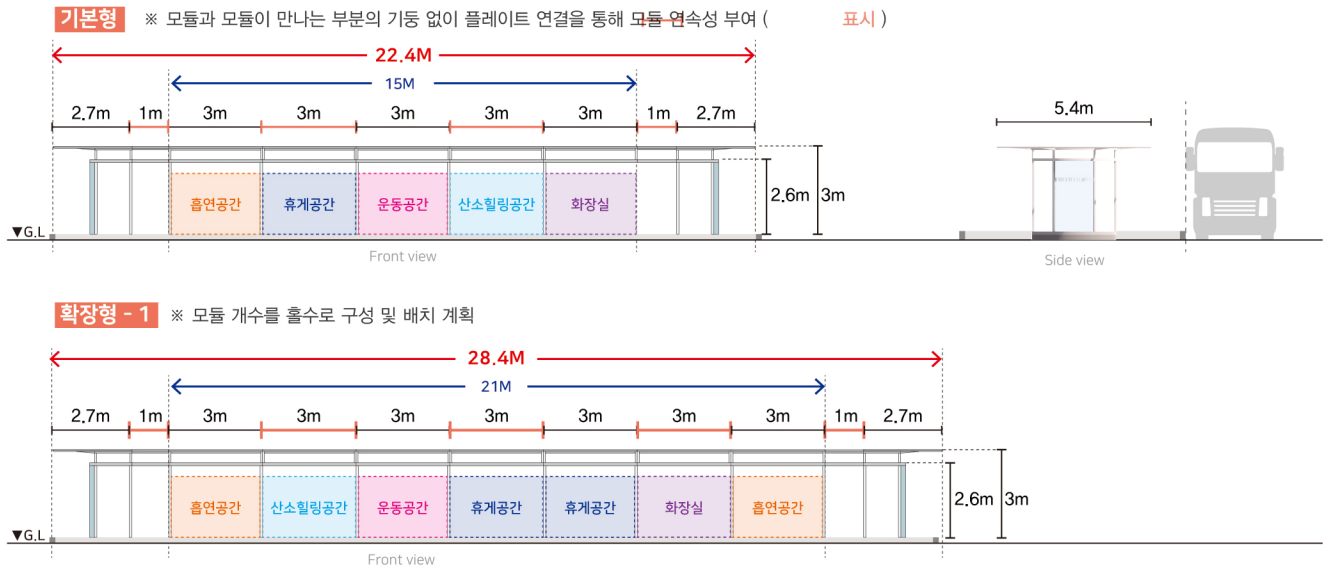 기본형 ※ 모듈과 모듈이 만나는 부분의 기둥 없이 플레이트 연결을 통해 모듈 연속성 부여 ( 표시 )
22.4M
15M
2.7m 1m 3m 3m 3m 3m 3m 1m 2.7m
5.4m
흡연공간 휴게공간 운동공간 산소힐링공간 화장실
2.6m 3m
▼G.L
Front view
Side view
확장형 - 1 ※ 모듈 개수를 홀수로 구성 및 배치 계획
28.4M
21M
2.7m 1m 3m 3m 3m 3m 3m 3m 3m 1m 2.7m
흡연공간 산소힐링공간 운동공간 휴게공간 휴게공간 화장실 흡연공간
2.6m 3m
▼G.L
Front view